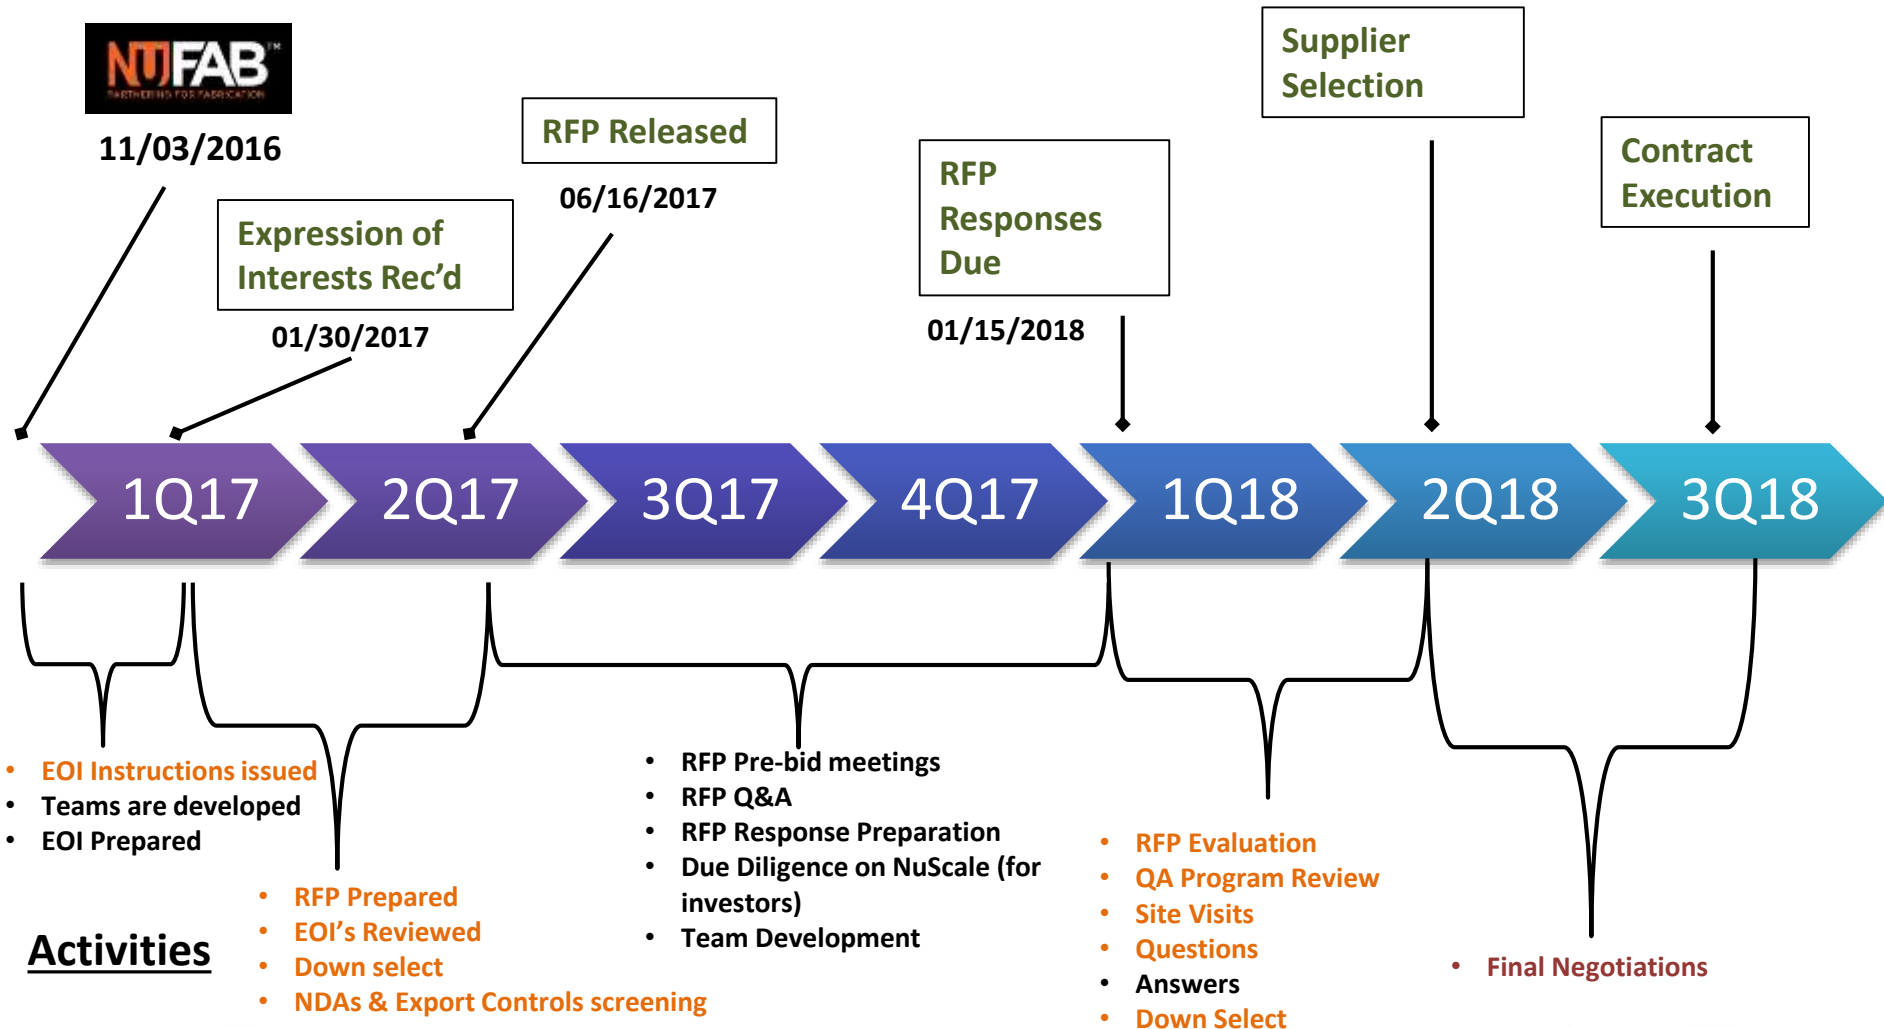 NUFAB™
PARTNERING FOR FABRICATION
11/03/2016
Expression of
Interests Rec’d
01/30/2017
RFP Released
06/16/2017
RFP
Responses
Due
01/15/2018
Supplier
Selection
Contract
Execution
1Q17
2Q17
3Q17
4Q17
1Q18
2Q18
3Q18
• EOI Instructions issued
• Teams are developed
• EOI Prepared
• RFP Prepared
• EOI’s Reviewed
• Down select
• NDAs & Export Controls screening
• RFP Pre-bid meetings
• RFP Q&A
• RFP Response Preparation
• Due Diligence on NuScale (for
investors)
• Team Development
• RFP Evaluation
• QA Program Review
• Site Visits
• Questions
• Answers
• Down Select
• Final Negotiations
Activities